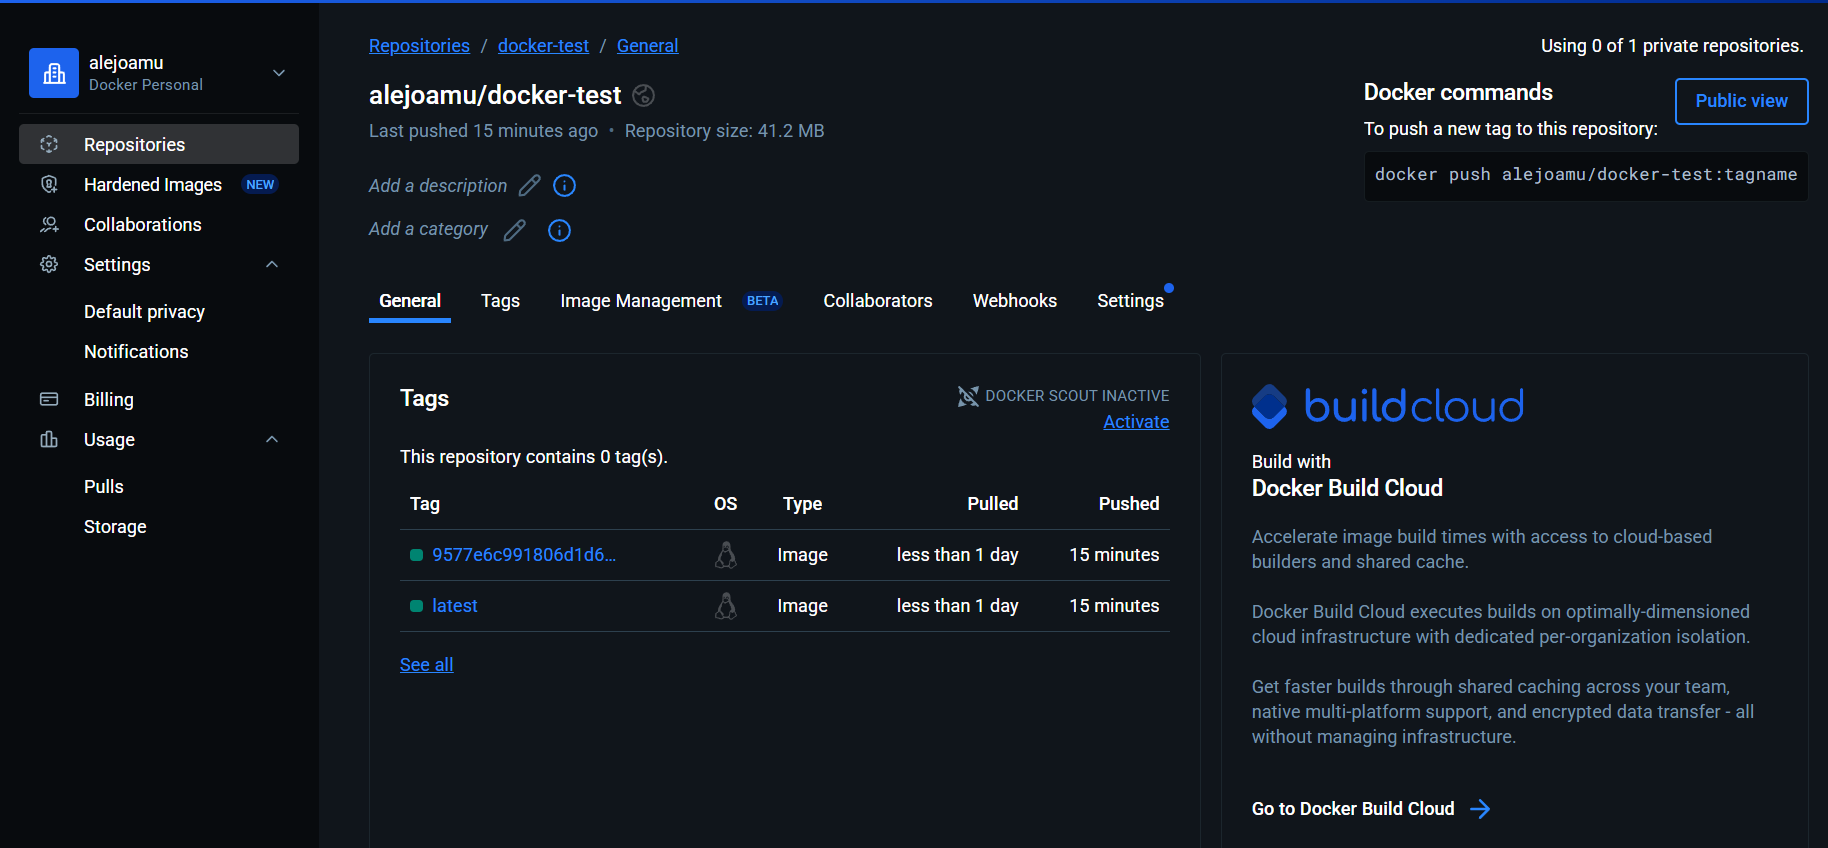 alejoamu
Docker Personal
Repositories
Hardened Images NEW
Collaborations
Settings
Default privacy
Notifications
Billing
Usage
Pulls
Storage
Repositories / docker-test / General
Using 0 of 1 private repositories.
alejoamu/docker-test
Last pushed 15 minutes ago • Repository size: 41.2 MB
Add a description
Add a category
Docker commands
Public view
To push a new tag to this repository:
docker push alejoamu/docker-test:tagname
General Tags Image Management BETA Collaborators Webhooks Settings
Tags
DOCKER SCOUT INACTIVE
Activate
This repository contains 0 tag(s).
Tag OS Type Pulled Pushed
9577e6c991806d1d6... Image less than 1 day 15 minutes
latest Image less than 1 day 15 minutes
See all
buildcloud
Build with
Docker Build Cloud
Accelerate image build times with access to cloud-based
builders and shared cache.
Docker Build Cloud executes builds on optimally-dimensioned
cloud infrastructure with dedicated per-organization isolation.
Get faster builds through shared caching across your team,
native multi-platform support, and encrypted data transfer - all
without managing infrastructure.
Go to Docker Build Cloud →